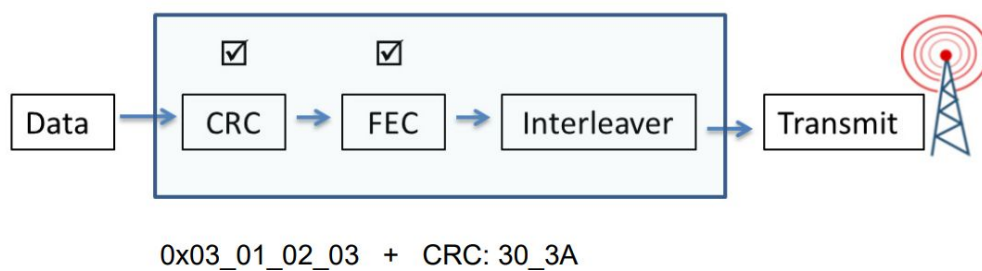 Data CRC FEC Interleaver Transmit
0x03_01_02_03 + CRC: 30_3A